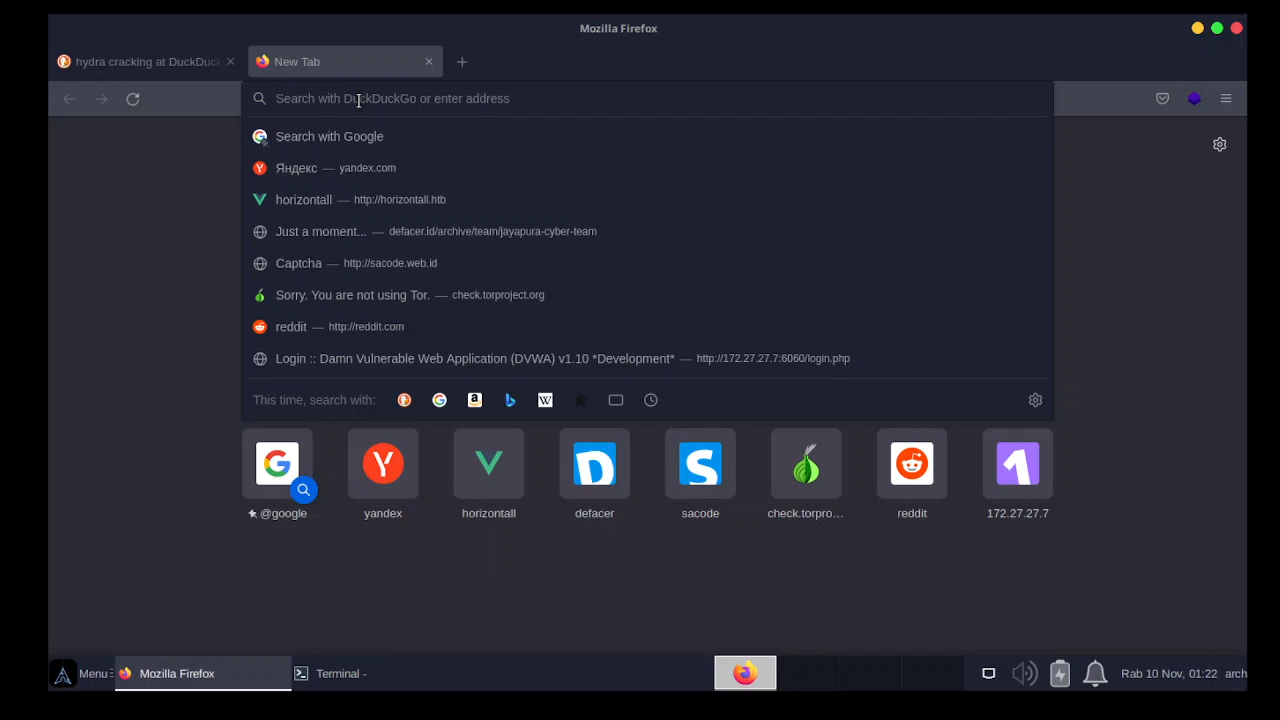 Mozilla Firefox
hydra cracking at DuckDuck
New Tab
Search with DuckDuckGo or enter address
Search with Google
Яндекс — yandex.com
horizontall — http://horizontall.htb
Just a moment... — defacer.id/archive/team/jayapura-cyber-team
Captcha — http://sacode.web.id
Sorry. You are not using Tor. — check.torproject.org
reddit — http://reddit.com
Login :: Damn Vulnerable Web Application (DVWA) v1.10 *Development* — http://172.27.27.7:6060/login.php
This time, search with:
@google yandex horizontall defacer sacode check.torpro... reddit 172.27.27.7
Menu Mozilla Firefox Terminal - Rab 10 Nov, 01:22 arch